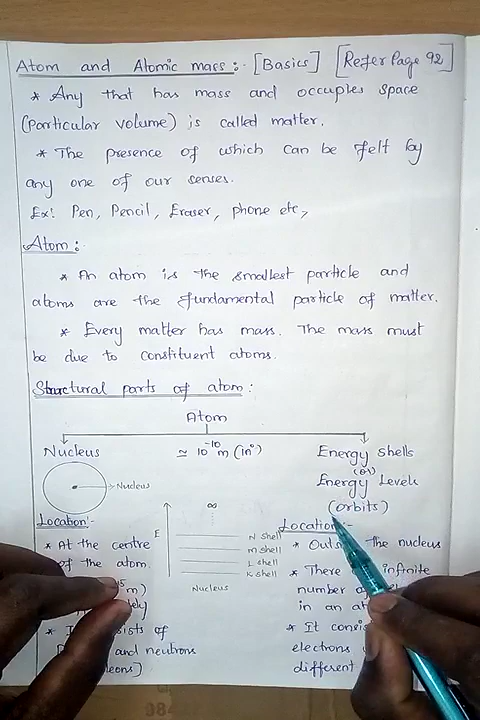 Atom and Atomic mass :- [Basics] [Refer Page 92]
* Any that has mass and occupies space
(particular volume) is called matter.
* The presence of which can be felt by
any one of our senses.
Ex: Pen, Pencil, Eraser, phone etc,
Atom :-
* An atom is the smallest particle and
atoms are the fundamental particle of matter.
* Every matter has mass. The mass must
be due to constituent atoms.
Structural parts of atom :
Atom
Nucleus
≃ 10⁻¹⁰ m (in A°)
Energy Shells
(or)
Energy Levels
(orbits)
Nucleus
Location :-
* At the centre
of the atom.
m)
* sists of
and neutrons
∞
E
N Shell
M Shell
L Shell
K Shell
Nucleus
Location :-
* the nucleus
* There infinite
number of
in an
* It
electrons
different